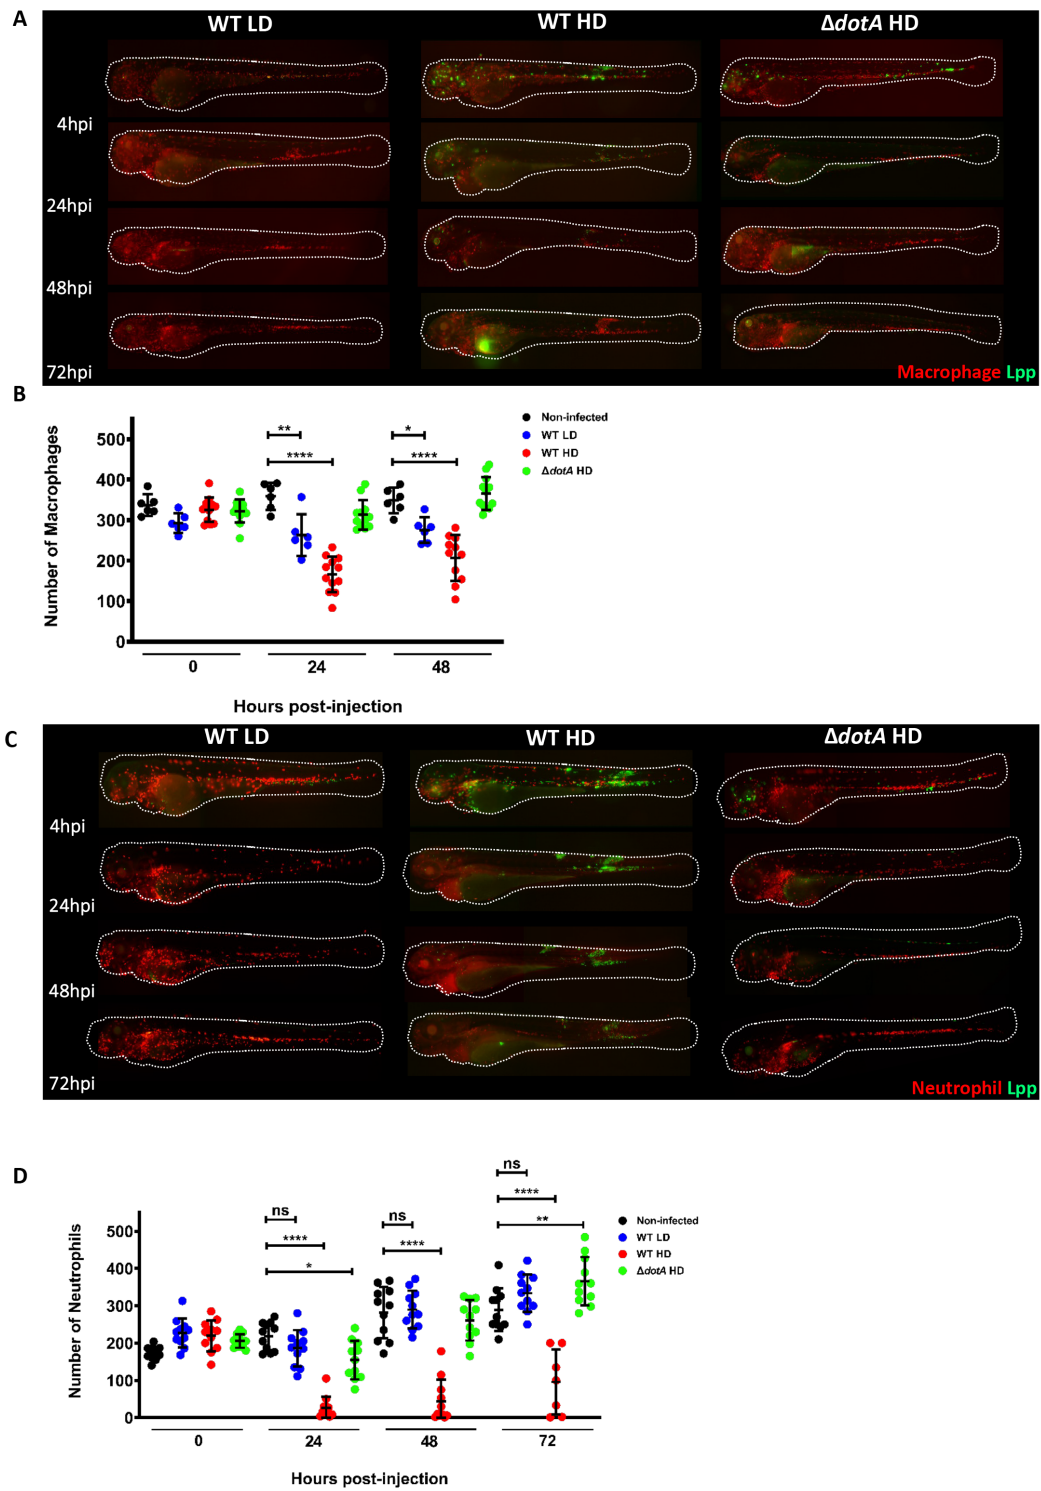 A
WT LD
WT HD
ΔdotA HD
4hpi
24hpi
48hpi
72hpi
Macrophage Lpp
B
Number of Macrophages
500
400
300
200
100
0
**
****
*
****
Non-infected
WT LD
WT HD
ΔdotA HD
0
24
48
Hours post-injection
C
WT LD
WT HD
ΔdotA HD
4hpi
24hpi
48hpi
72hpi
Neutrophil Lpp
D
Number of Neutrophils
500
400
300
200
100
0
ns
****
*
ns
****
ns
****
**
Non-infected
WT LD
WT HD
ΔdotA HD
0
24
48
72
Hours post-injection